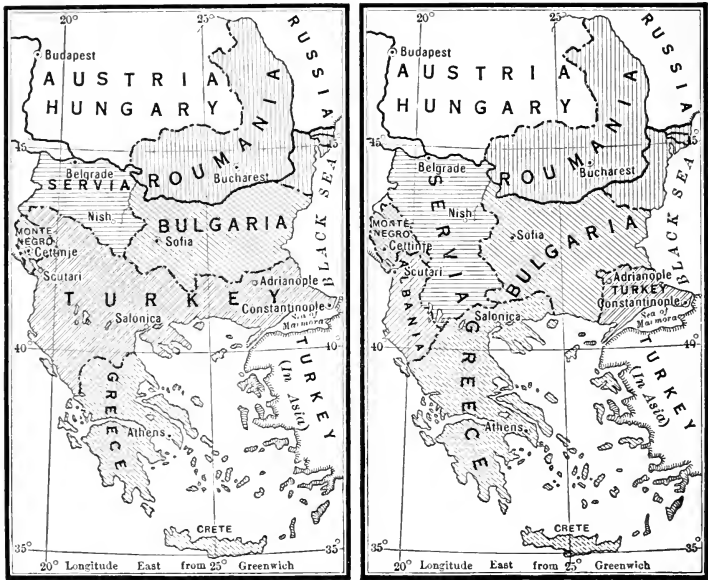 20° 25°
RUSSIA
Budapest
AUSTRIA
HUNGARY
ROUMANIA
45
Belgrade
Bucharest
SERVIA
Nish
BULGARIA
Sofia
BLACK SEA
MONTE
NEGRO
Cettinje
Scutari
TURKEY
Adrianople
Constantinople
Salonica
Sea of
Marmora
40
TURKEY
(In Asia)
GREECE
Athens
CRETE
35° 35
20° Longitude East from 25° Greenwich
20° 25°
RUSSIA
Budapest
AUSTRIA
HUNGARY
ROUMANIA
45
Belgrade
Bucharest
SERVIA
Nish
BULGARIA
Sofia
BLACK SEA
MONTE
NEGRO
Cettinje
Scutari
ALBANIA
Adrianople
TURKEY
Constantinople
Salonica
Sea of
Marmora
40
TURKEY
(In Asia)
GREECE
Athens
CRETE
35° 35
20° Longitude East from 25° Greenwich